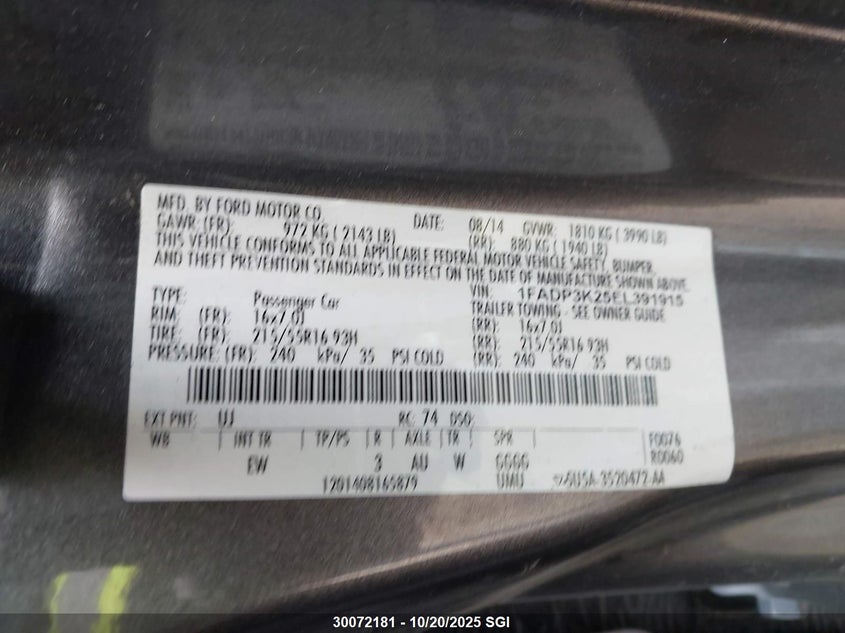 MFD. BY FORD MOTOR CO.
DATE: 08/14 GVWR: 1810 KG ( 3990 LB)
GAWR: (FR): 972 KG ( 2143 LB) (RR): 880 KG ( 1940 LB)
THIS VEHICLE CONFORMS TO ALL APPLICABLE FEDERAL MOTOR VEHICLE SAFETY, BUMPER,
AND THEFT PREVENTION STANDARDS IN EFFECT ON THE DATE OF MANUFACTURE SHOWN ABOVE.
VIN: 1FADP3K25EL391915
TYPE: Passenger Car TRAILER TOWING - SEE OWNER GUIDE
RIM (FR): 16x7.0J (RR): 16x7.0J
TIRE: (FR): 215/55R16 93H (RR): 215/55R16 93H
PRESSURE: (FR): 240 kPa/ 35 PSI COLD (RR): 240 kPa/ 35 PSI COLD
EXT PNT: UJ RC: 74 DSO:
WB INT TR TP/PS R AXLE TR SPR F0076
EW 3 AU W GGGG R0060
1201408165879 UMU 5U5A-3520472-AA
30072181 - 10/20/2025 SGI